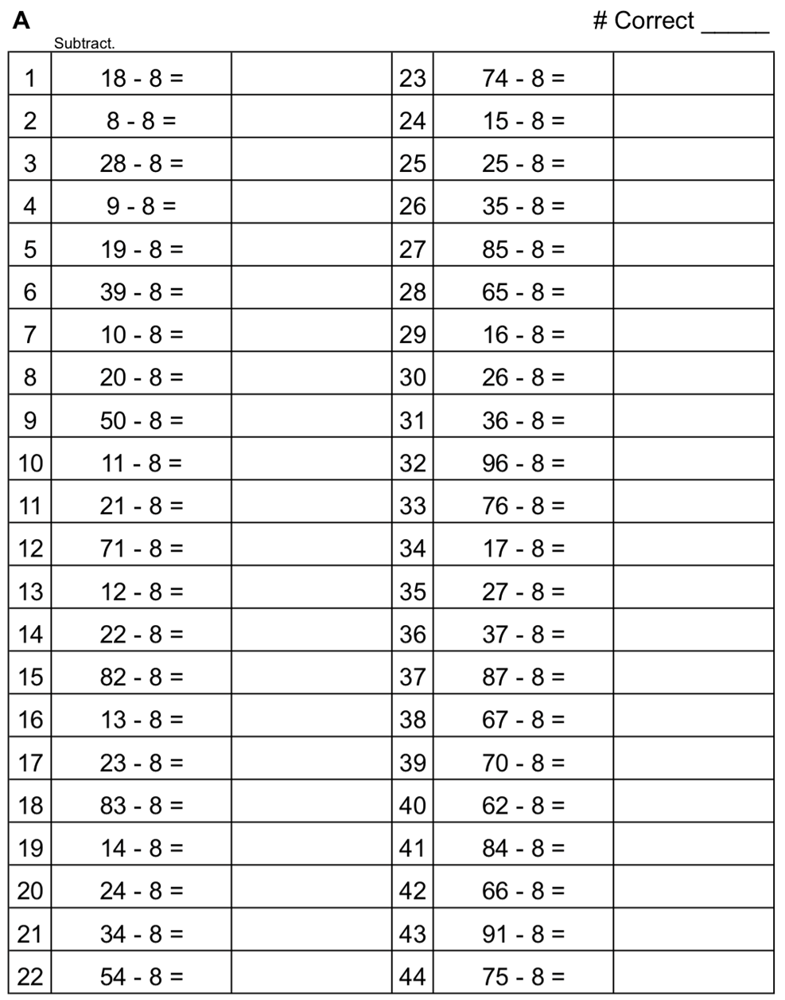 A # Correct _____
Subtract.
1 18 - 8 = 23 74 - 8 =
2 8 - 8 = 24 15 - 8 =
3 28 - 8 = 25 25 - 8 =
4 9 - 8 = 26 35 - 8 =
5 19 - 8 = 27 85 - 8 =
6 39 - 8 = 28 65 - 8 =
7 10 - 8 = 29 16 - 8 =
8 20 - 8 = 30 26 - 8 =
9 50 - 8 = 31 36 - 8 =
10 11 - 8 = 32 96 - 8 =
11 21 - 8 = 33 76 - 8 =
12 71 - 8 = 34 17 - 8 =
13 12 - 8 = 35 27 - 8 =
14 22 - 8 = 36 37 - 8 =
15 82 - 8 = 37 87 - 8 =
16 13 - 8 = 38 67 - 8 =
17 23 - 8 = 39 70 - 8 =
18 83 - 8 = 40 62 - 8 =
19 14 - 8 = 41 84 - 8 =
20 24 - 8 = 42 66 - 8 =
21 34 - 8 = 43 91 - 8 =
22 54 - 8 = 44 75 - 8 =